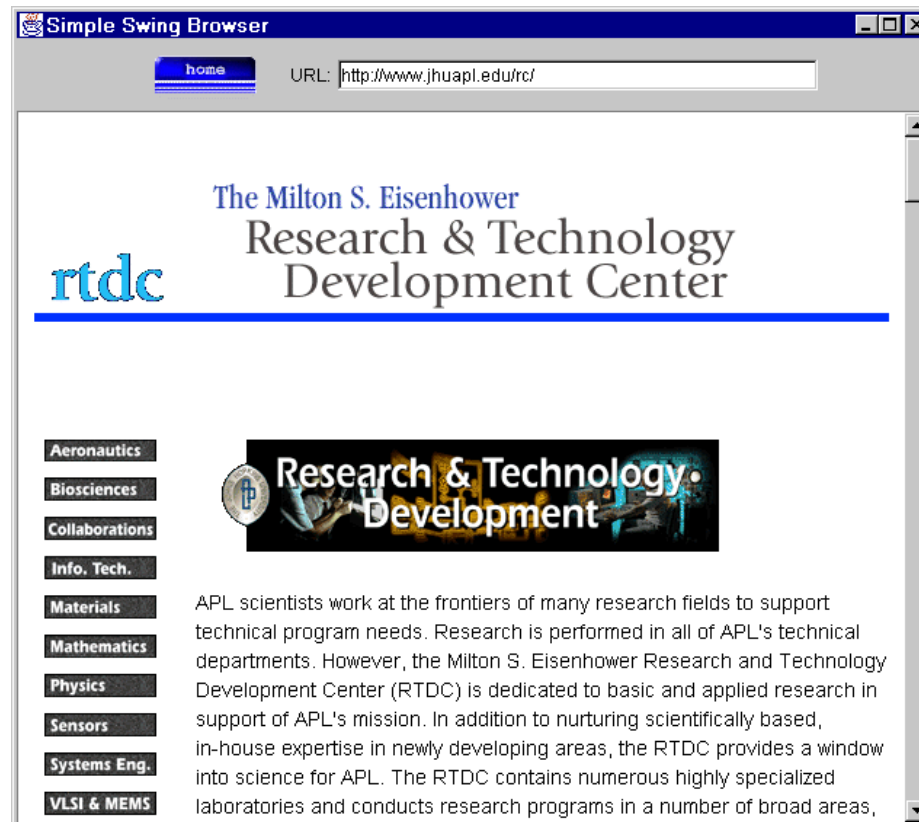 Simple Swing Browser
home
URL: http://www.jhuapl.edu/rc/
The Milton S. Eisenhower
Research & Technology
rtdc Development Center
Aeronautics
Biosciences
Collaborations
Info. Tech.
Materials
Mathematics
Physics
Sensors
Systems Eng.
VLSI & MEMS
Research & Technology
Development
APL scientists work at the frontiers of many research fields to support
technical program needs. Research is performed in all of APL's technical
departments. However, the Milton S. Eisenhower Research and Technology
Development Center (RTDC) is dedicated to basic and applied research in
support of APL's mission. In addition to nurturing scientifically based,
in-house expertise in newly developing areas, the RTDC provides a window
into science for APL. The RTDC contains numerous highly specialized
laboratories and conducts research programs in a number of broad areas,